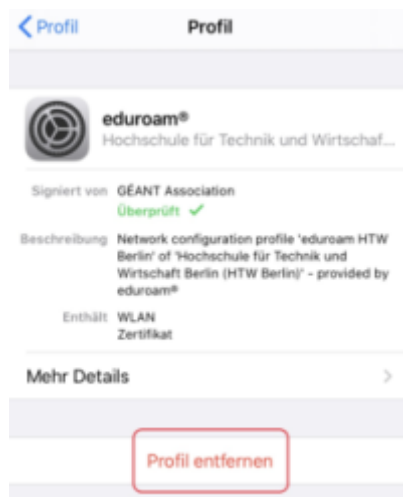 Profil
Profil
eduroam®
Hochschule für Technik und Wirtschaf...
Signiert von GÉANT Association
Überprüft ✓
Beschreibung Network configuration profile 'eduroam HTW
Berlin' of 'Hochschule für Technik und
Wirtschaft Berlin (HTW Berlin)' - provided by
eduroam®
Enthält WLAN
Zertifikat
Mehr Details
Profil entfernen